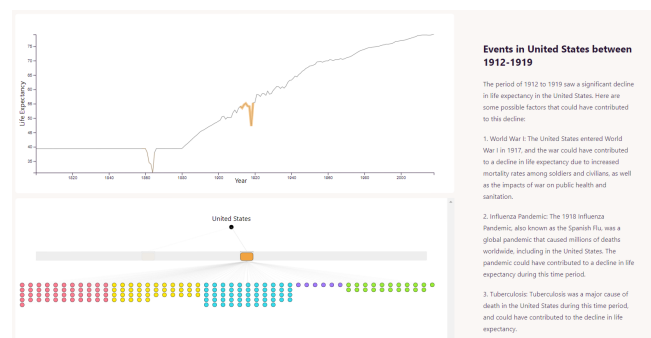 75
70
65
60
55
50
45
40
35
Life Expectancy
1820
1840
1860
1880
1900
1920
1940
1960
1980
2000
Year
United States
Events in United States between
1912-1919
The period of 1912 to 1919 saw a significant decline
in life expectancy in the United States. Here are
some possible factors that could have contributed
to this decline:
1. World War I: The United States entered World
War I in 1917, and the war could have contributed
to a decline in life expectancy due to increased
mortality rates among soldiers and civilians, as well
as the impacts of war on public health and
sanitation.
2. Influenza Pandemic: The 1918 Influenza
Pandemic, also known as the Spanish Flu, was a
global pandemic that caused millions of deaths
worldwide, including in the United States. The
pandemic could have contributed to a decline in life
expectancy during this time period.
3. Tuberculosis: Tuberculosis was a major cause of
death in the United States during this time period,
and could have contributed to the decline in life
expectancy.